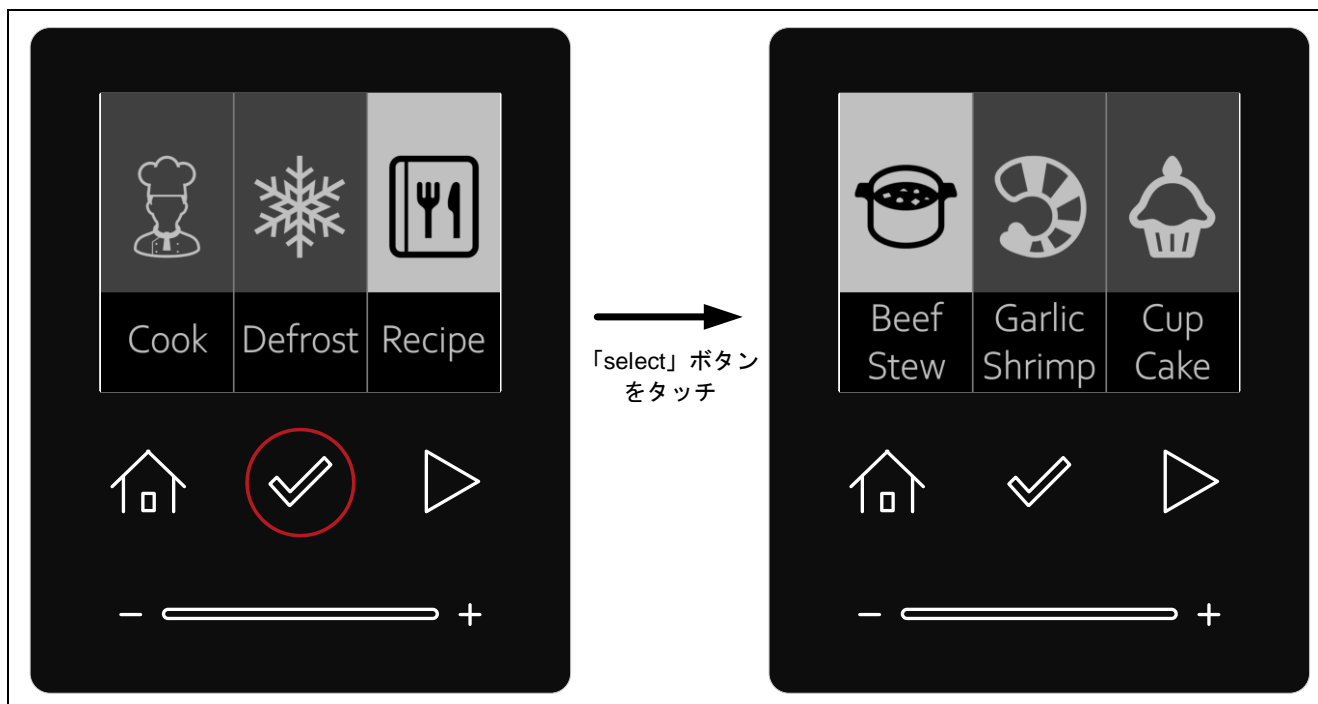 Cook
Defrost
Recipe
「select」ボタン
をタッチ
Beef
Stew
Garlic
Shrimp
Cup
Cake